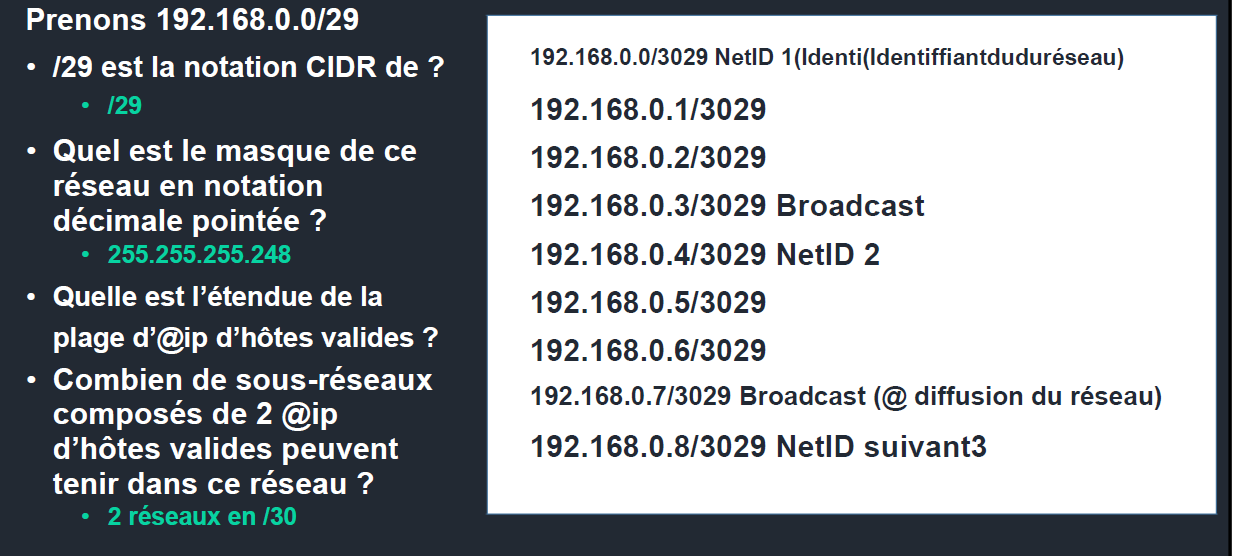 Prenons 192.168.0.0/29
• /29 est la notation CIDR de ?
• /29
• Quel est le masque de ce
réseau en notation
décimale pointée ?
• 255.255.255.248
• Quelle est l’étendue de la
plage d’@ip d’hôtes valides ?
• Combien de sous-réseaux
composés de 2 @ip
d’hôtes valides peuvent
tenir dans ce réseau ?
• 2 réseaux en /30
192.168.0.0/3029 NetID 1(Identi(Identiffiantduduréseau)
192.168.0.1/3029
192.168.0.2/3029
192.168.0.3/3029 Broadcast
192.168.0.4/3029 NetID 2
192.168.0.5/3029
192.168.0.6/3029
192.168.0.7/3029 Broadcast (@ diffusion du réseau)
192.168.0.8/3029 NetID suivant3